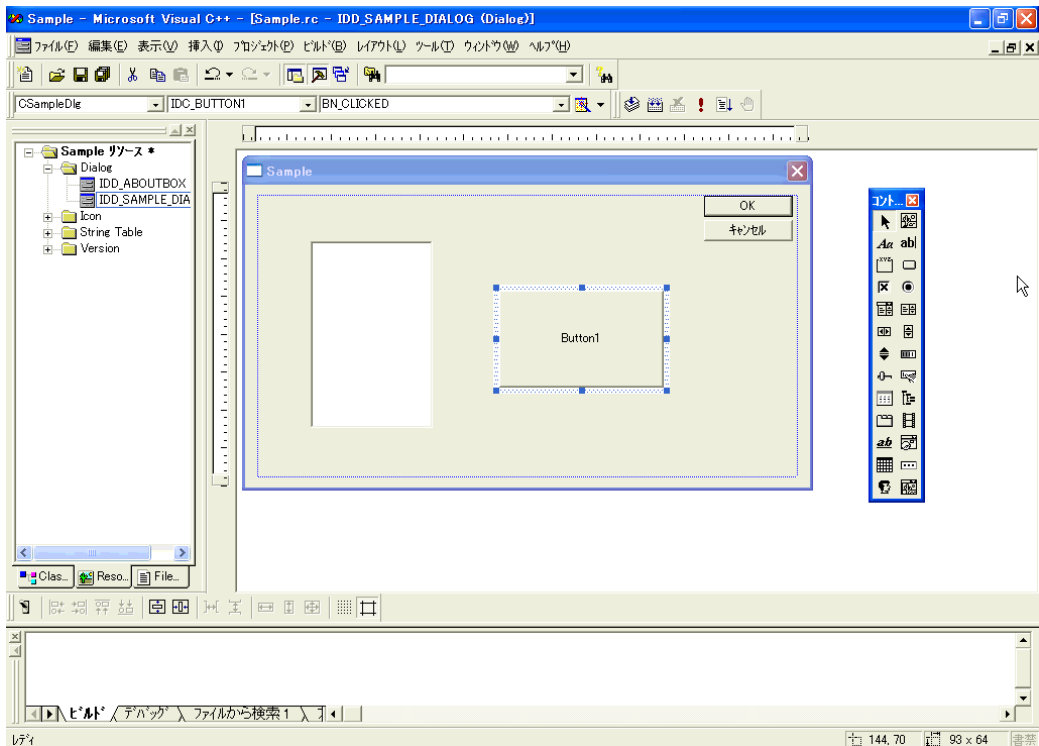 Sample - Microsoft Visual C++ - [Sample.rc - IDD_SAMPLE_DIALOG (Dialog)]
ﾌｧｲﾙ(F) 編集(E) 表示(V) 挿入(I) ﾌﾟﾛｼﾞｪｸﾄ(P) ﾋﾞﾙﾄﾞ(B) ﾚｲｱｳﾄ(L) ﾂｰﾙ(T) ｳｨﾝﾄﾞｳ(W) ﾍﾙﾌﾟ(H)
CSampleDlg IDC_BUTTON1 BN_CLICKED
Sample リソース *
Dialog
IDD_ABOUTBOX
IDD_SAMPLE_DIA
Icon
String Table
Version
Clas... Reso... File...
Sample
OK
ｷｬﾝｾﾙ
Button1
ｺﾝﾄ...
Aa ab|
XYZ
ab
ビルド デバッグ ファイルから検索 1
ﾚﾃﾞｨ 144, 70 93 x 64 書禁